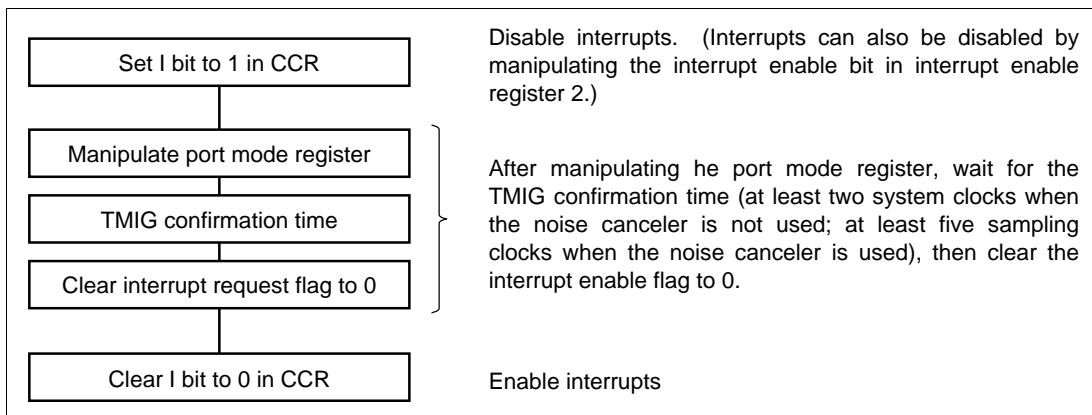 Set I bit to 1 in CCR
Disable interrupts. (Interrupts can also be disabled by
manipulating the interrupt enable bit in interrupt enable
register 2.)
Manipulate port mode register
TMIG confirmation time
Clear interrupt request flag to 0
After manipulating he port mode register, wait for the
TMIG confirmation time (at least two system clocks when
the noise canceler is not used; at least five sampling
clocks when the noise canceler is used), then clear the
interrupt enable flag to 0.
Clear I bit to 0 in CCR
Enable interrupts